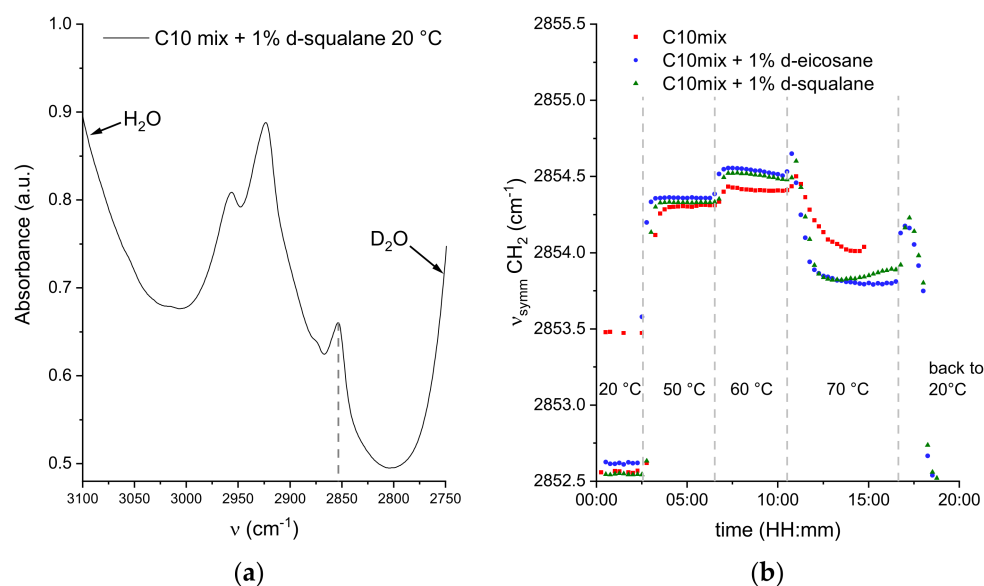 (a)
1.0
0.9
0.8
0.7
0.6
0.5
Absorbance (a.u.)
C10 mix + 1% d-squalane 20 °C
H₂O
D₂O
3100 3050 3000 2950 2900 2850 2800 2750
ν (cm⁻¹)
(a)
(b)
2855.5
2855.0
2854.5
2854.0
2853.5
2853.0
2852.5
ν_symm CH₂ (cm⁻¹)
C10mix
C10mix + 1% d-eicosane
C10mix + 1% d-squalane
20 °C 50 °C 60 °C 70 °C
back to
20°C
00:00 05:00 10:00 15:00 20:00
time (HH:mm)
(b)